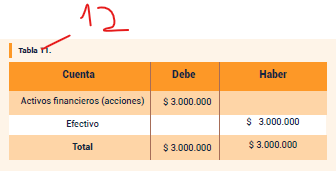 12
Tabla 11.
Cuenta Debe Haber
Activos financieros (acciones) $ 3.000.000
Efectivo $ 3.000.000
Total $ 3.000.000 $ 3.000.000